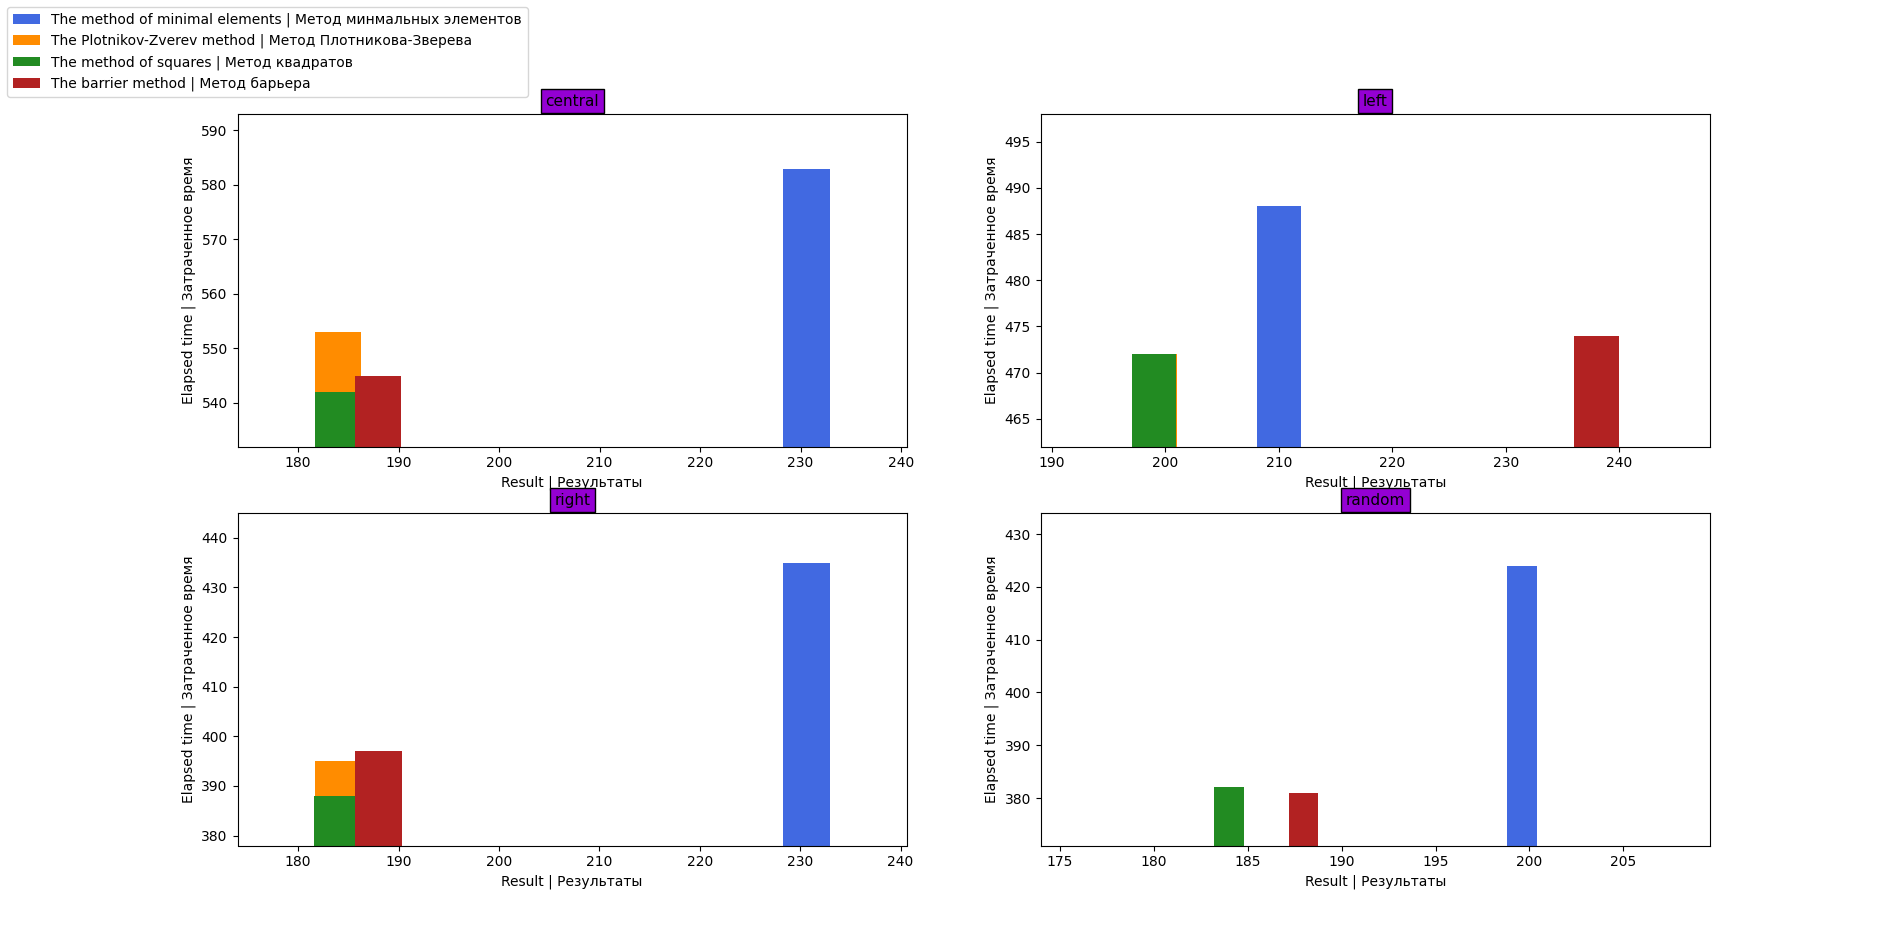 The method of minimal elements | Метод минмальных элементов
The Plotnikov-Zverev method | Метод Плотникова-Зверева
The method of squares | Метод квадратов
The barrier method | Метод барьера
central
590
580
570
560
550
540
Elapsed time | Затраченное время
180 190 200 210 220 230 240
Result | Результаты
left
495
490
485
480
475
470
465
Elapsed time | Затраченное время
190 200 210 220 230 240
Result | Результаты
right
440
430
420
410
400
390
380
Elapsed time | Затраченное время
180 190 200 210 220 230 240
Result | Результаты
random
430
420
410
400
390
380
Elapsed time | Затраченное время
175 180 185 190 195 200 205
Result | Результаты